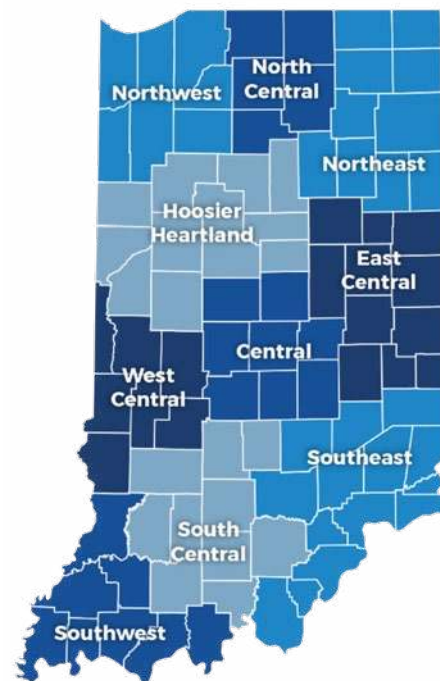 North
Central
Northwest
Northeast
Hoosier
Heartland
East
Central
Central
West
Central
Southeast
South
Central
Southwest